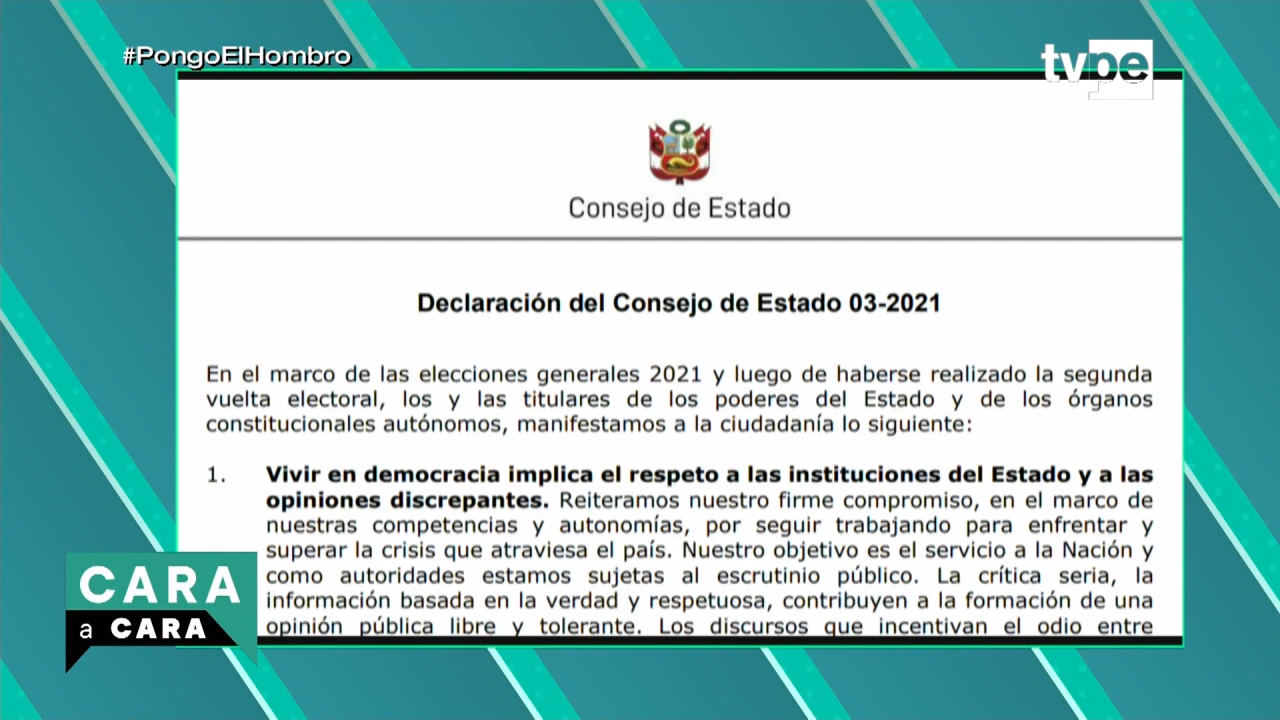 #PongoElHombro
tvpe
Consejo de Estado
Declaración del Consejo de Estado 03-2021
En el marco de las elecciones generales 2021 y luego de haberse realizado la segunda
vuelta electoral, los y las titulares de los poderes del Estado y de los órganos
constitucionales autónomos, manifestamos a la ciudadanía lo siguiente:
1. Vivir en democracia implica el respeto a las instituciones del Estado y a las
opiniones discrepantes. Reiteramos nuestro firme compromiso, en el marco de
nuestras competencias y autonomías, por seguir trabajando para enfrentar y
superar la crisis que atraviesa el país. Nuestro objetivo es el servicio a la Nación y
como autoridades estamos sujetas al escrutinio público. La crítica seria, la
información basada en la verdad y respetuosa, contribuyen a la formación de una
opinión pública libre y tolerante. Los discursos que incentivan el odio entre
CARA
a CARA